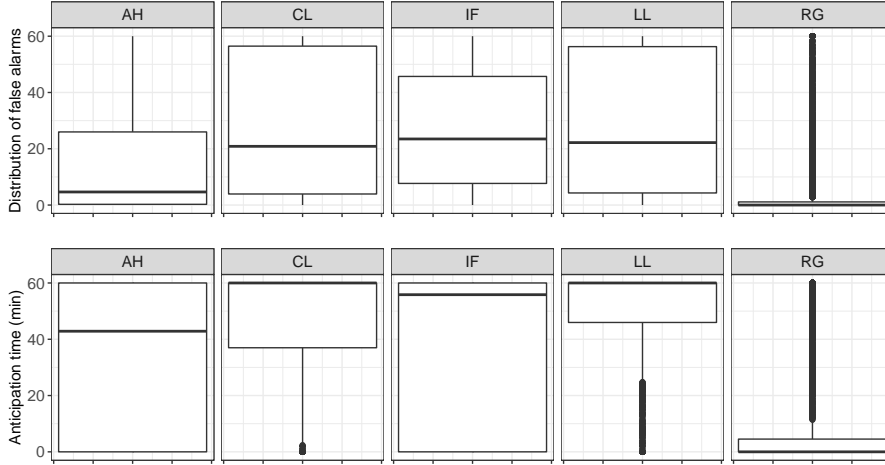 AH CL IF LL RG
Distribution of false alarms
60
40
20
0
AH CL IF LL RG
Anticipation time (min)
60
40
20
0